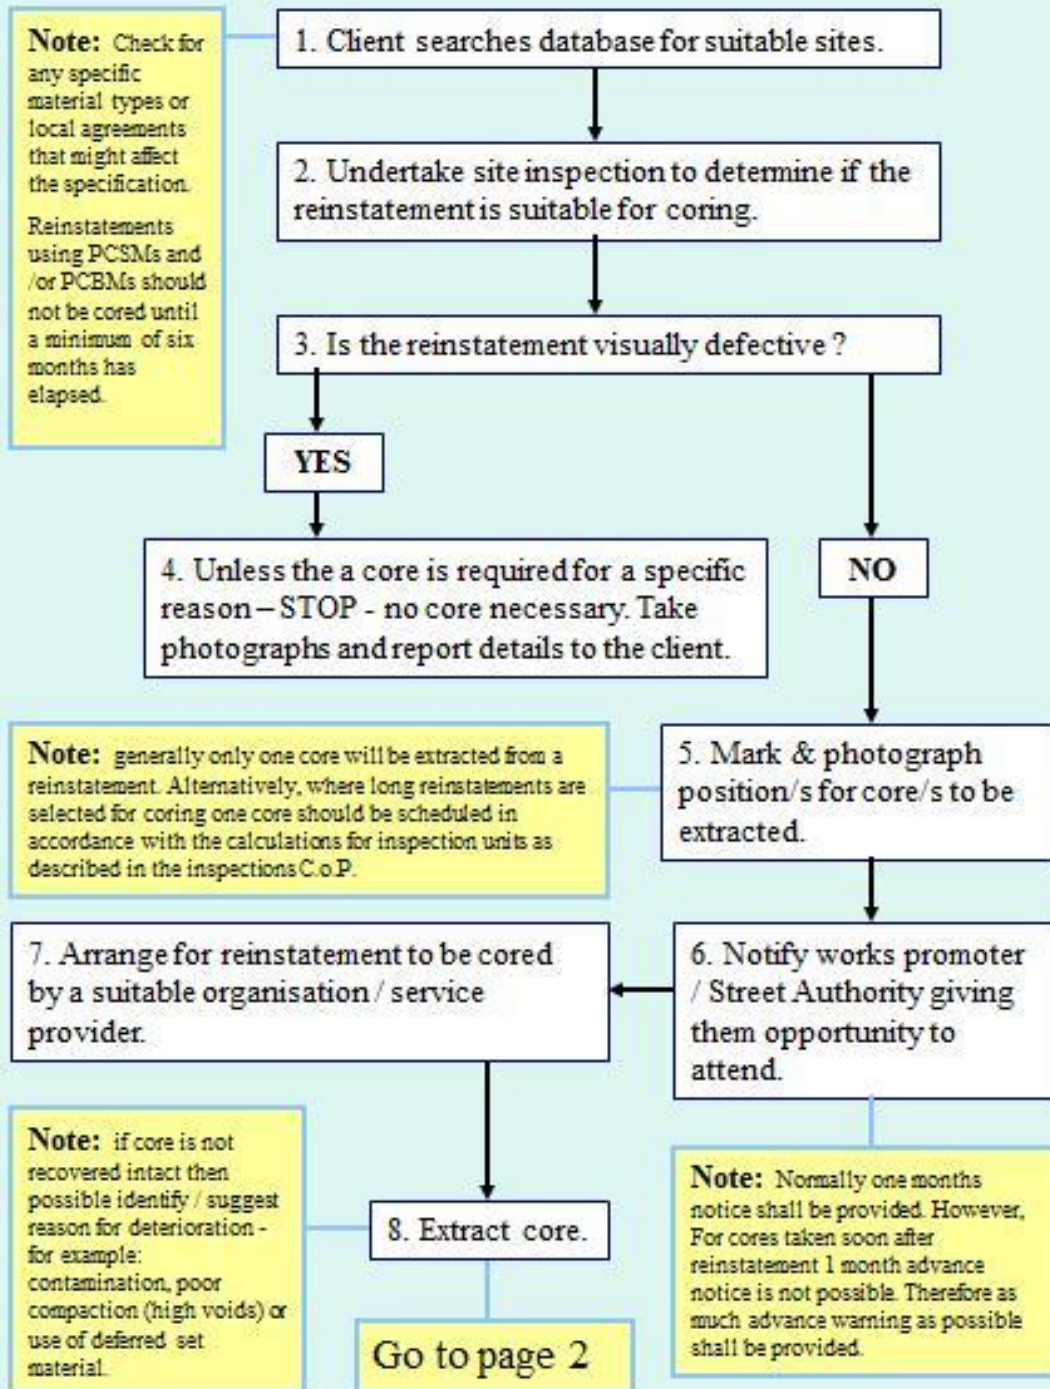 Note: Check for
any specific
material types or
local agreements
that might affect
the specification.
Reinstatements
using PCSMs and
/or PCBMs should
not be cored until
a minimum of six
months has
elapsed.
1. Client searches database for suitable sites.
2. Undertake site inspection to determine if the
reinstatement is suitable for coring.
3. Is the reinstatement visually defective ?
YES
NO
4. Unless the a core is required for a specific
reason – STOP - no core necessary. Take
photographs and report details to the client.
Note: generally only one core will be extracted from a
reinstatement. Alternatively, where long reinstatements are
selected for coring one core should be scheduled in
accordance with the calculations for inspection units as
described in the inspections C.o.P.
5. Mark & photograph
position/s for core/s to be
extracted.
6. Notify works promoter
/ Street Authority giving
them opportunity to
attend.
7. Arrange for reinstatement to be cored
by a suitable organisation / service
provider.
Note: if core is not
recovered intact then
possible identify / suggest
reason for deterioration -
for example:
contamination, poor
compaction (high voids) or
use of deferred set
material.
8. Extract core.
Note: Normally one months
notice shall be provided. However,
For cores taken soon after
reinstatement 1 month advance
notice is not possible. Therefore as
much advance warning as possible
shall be provided.
Go to page 2